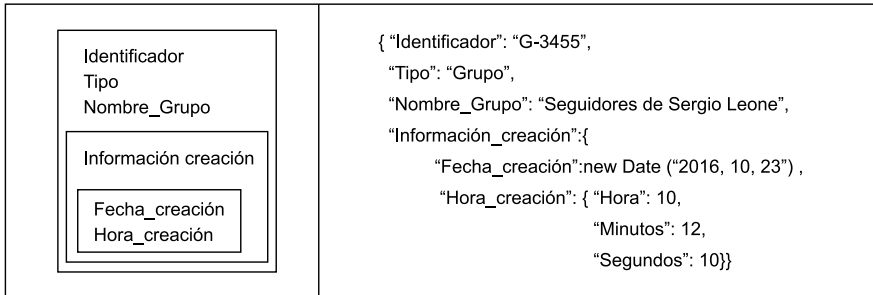 Identificador
Tipo
Nombre_Grupo
Información creación
Fecha_creación
Hora_creación
{ “Identificador”: “G-3455”,
“Tipo”: “Grupo”,
“Nombre_Grupo”: “Seguidores de Sergio Leone”,
“Información_creación”:{
“Fecha_creación”:new Date (“2016, 10, 23”) ,
“Hora_creación”: { “Hora”: 10,
“Minutos”: 12,
“Segundos”: 10}}